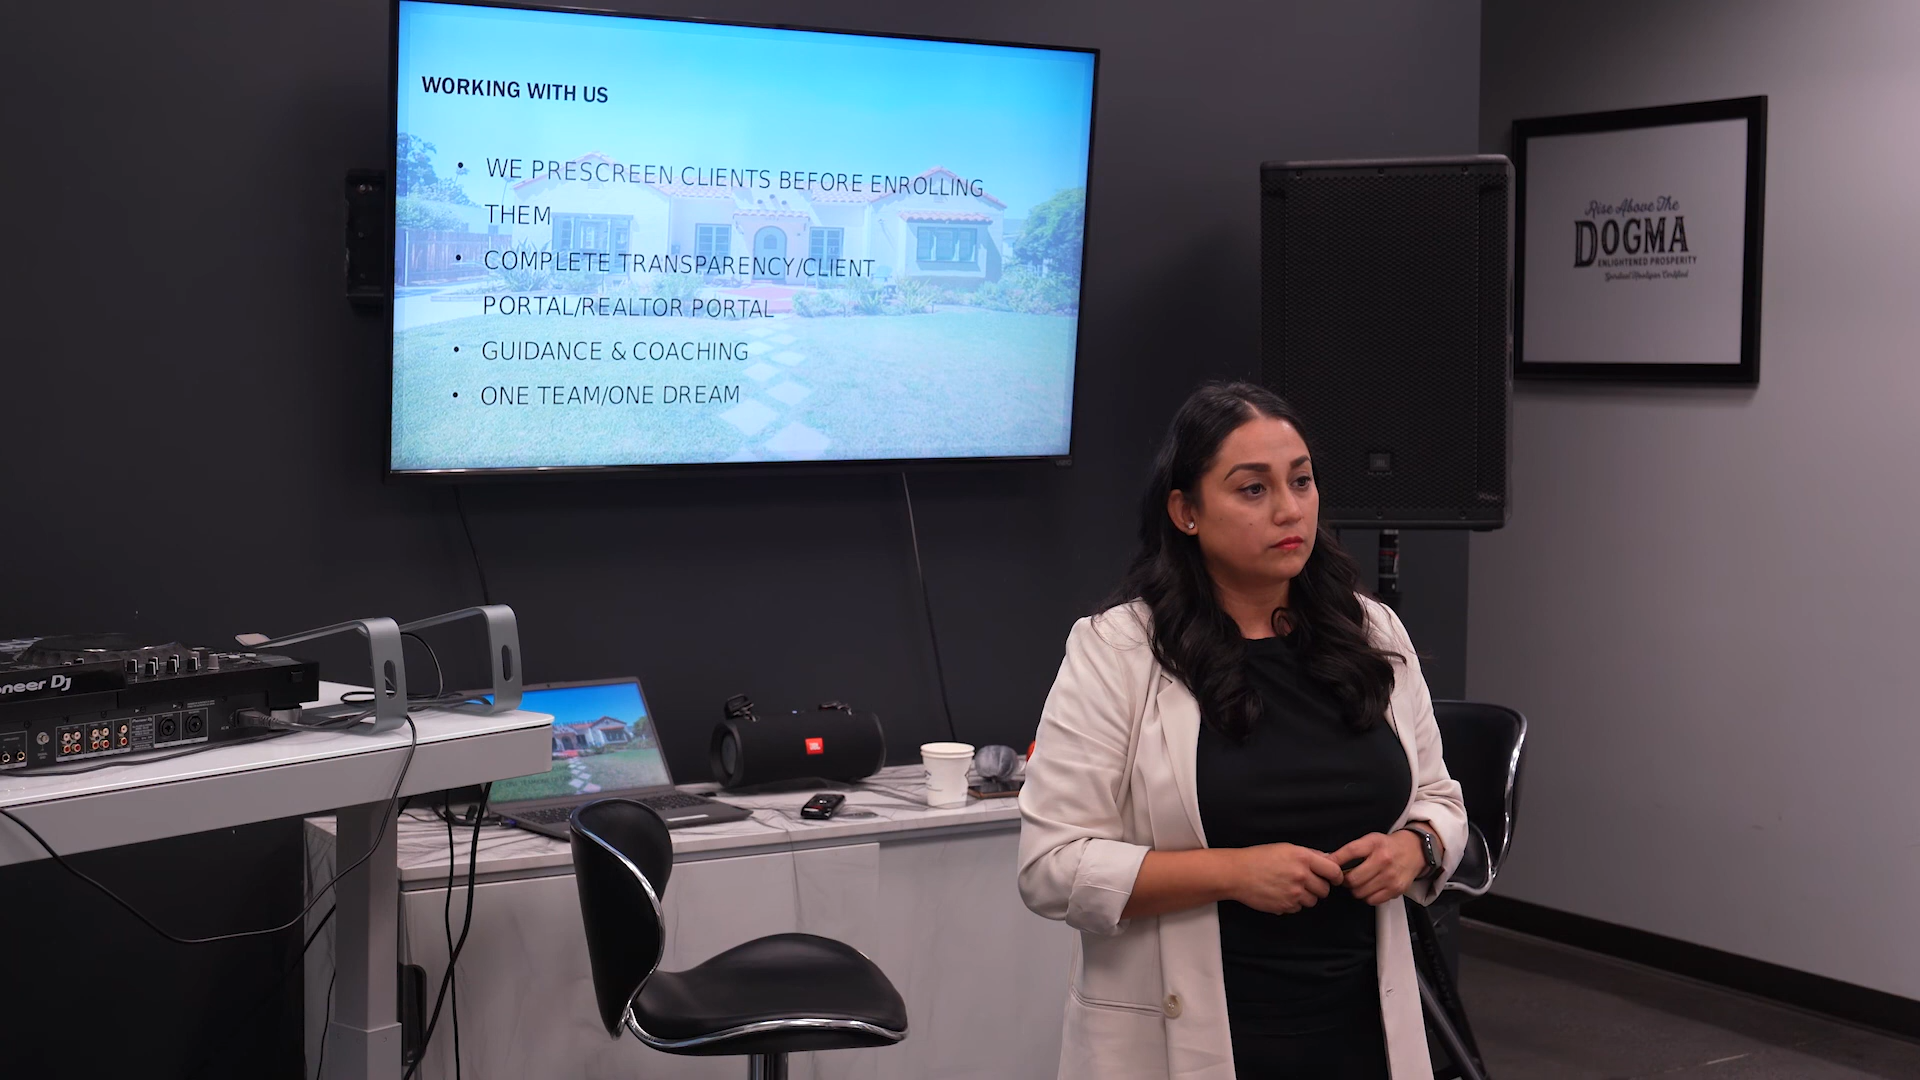 WORKING WITH US
• WE PRESCREEN CLIENTS BEFORE ENROLLING
THEM
• COMPLETE TRANSPARENCY/CLIENT
PORTAL/REALTOR PORTAL
• GUIDANCE & COACHING
• ONE TEAM/ONE DREAM
Rise Above The
DOGMA
ENLIGHTENED PROSPERITY
oneer DJ
JBL